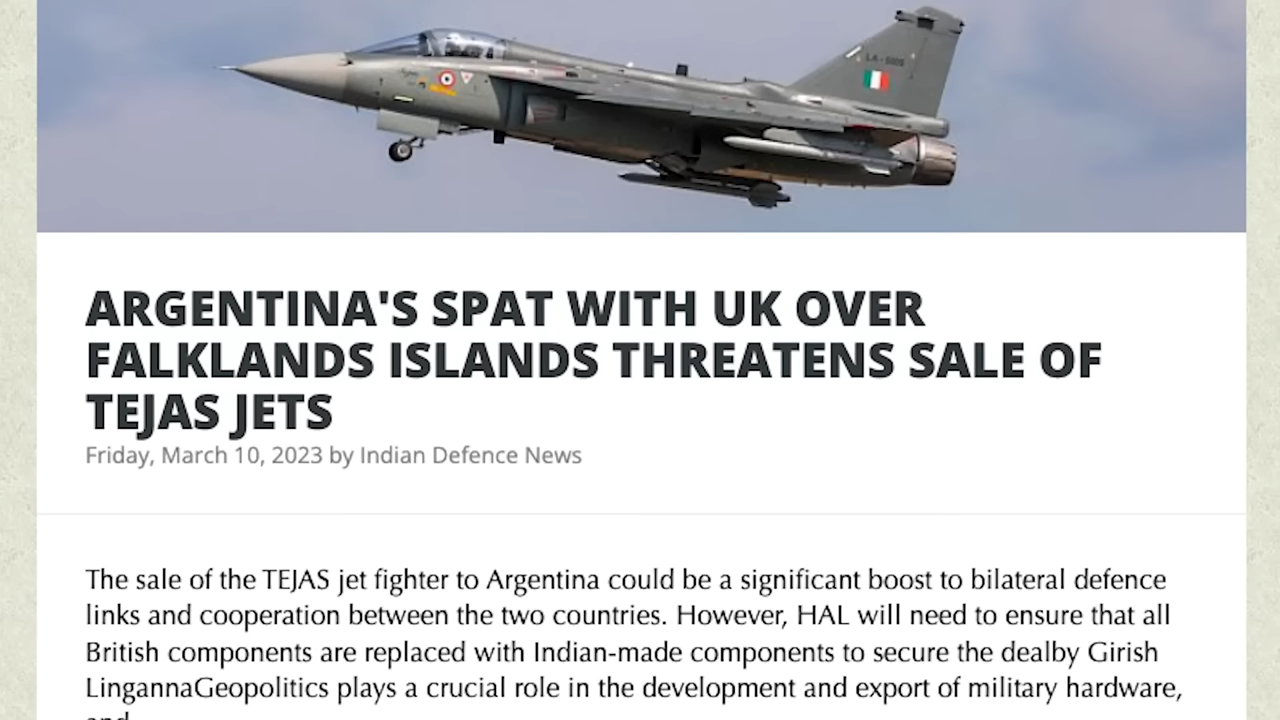 ARGENTINA'S SPAT WITH UK OVER
FALKLANDS ISLANDS THREATENS SALE OF
TEJAS JETS
Friday, March 10, 2023 by Indian Defence News
The sale of the TEJAS jet fighter to Argentina could be a significant boost to bilateral defence
links and cooperation between the two countries. However, HAL will need to ensure that all
British components are replaced with Indian-made components to secure the dealby Girish
LingannaGeopolitics plays a crucial role in the development and export of military hardware,
and